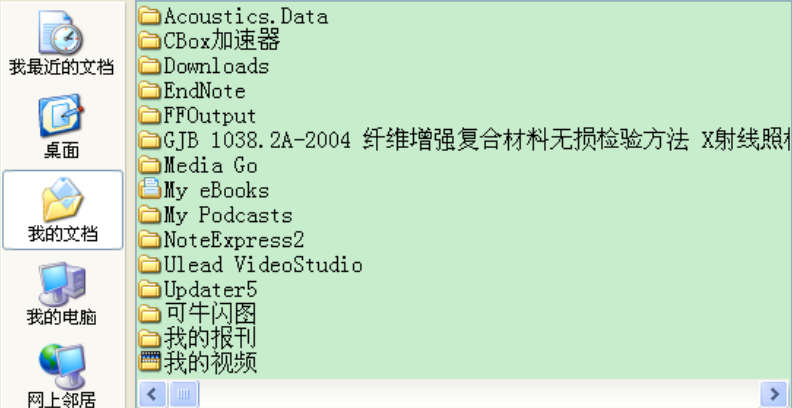 我最近的文档
桌面
我的文档
我的电脑
网上邻居
Acoustics.Data
CBox加速器
Downloads
EndNote
FFOutput
GJB 1038.2A-2004 纤维增强复合材料无损检验方法 X射线照
Media Go
My eBooks
My Podcasts
NoteExpress2
Ulead VideoStudio
Updater5
可牛闪图
我的报刊
我的视频